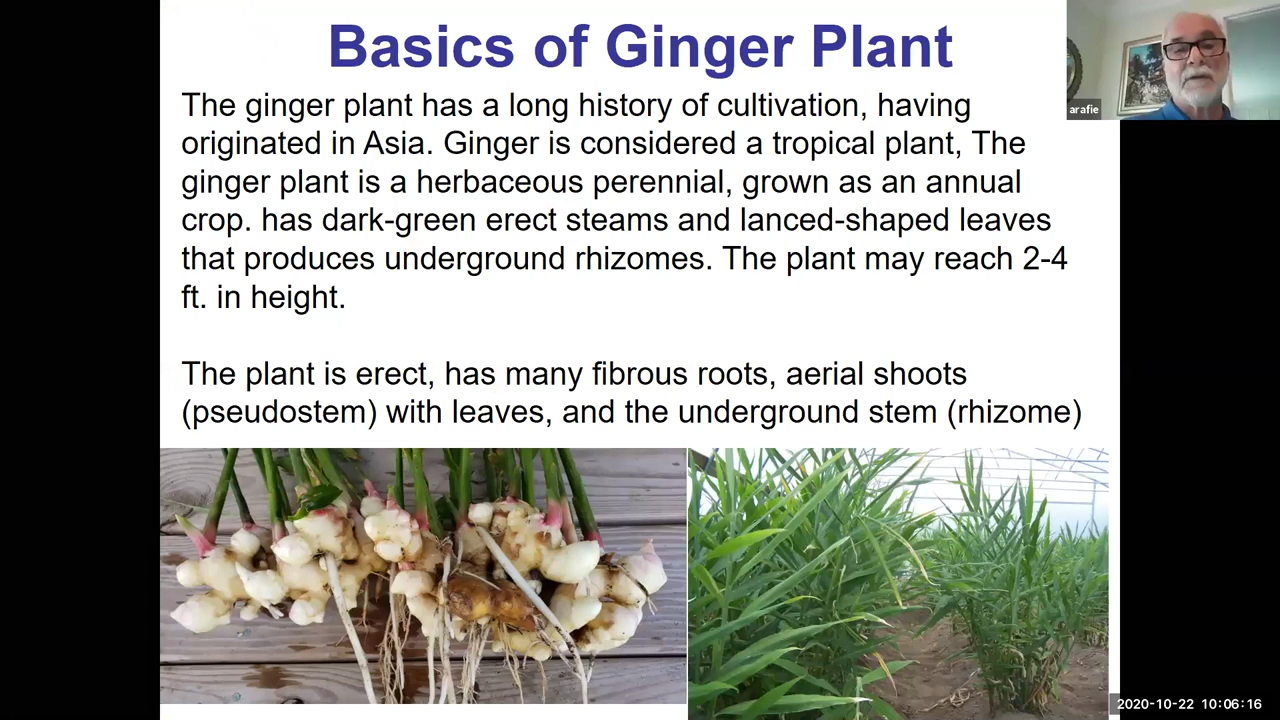 Basics of Ginger Plant
The ginger plant has a long history of cultivation, having
originated in Asia. Ginger is considered a tropical plant, The
ginger plant is a herbaceous perennial, grown as an annual
crop. has dark-green erect steams and lanced-shaped leaves
that produces underground rhizomes. The plant may reach 2-4
ft. in height.
The plant is erect, has many fibrous roots, aerial shoots
(pseudostem) with leaves, and the underground stem (rhizome)
arafie
2020-10-22 10:06:16